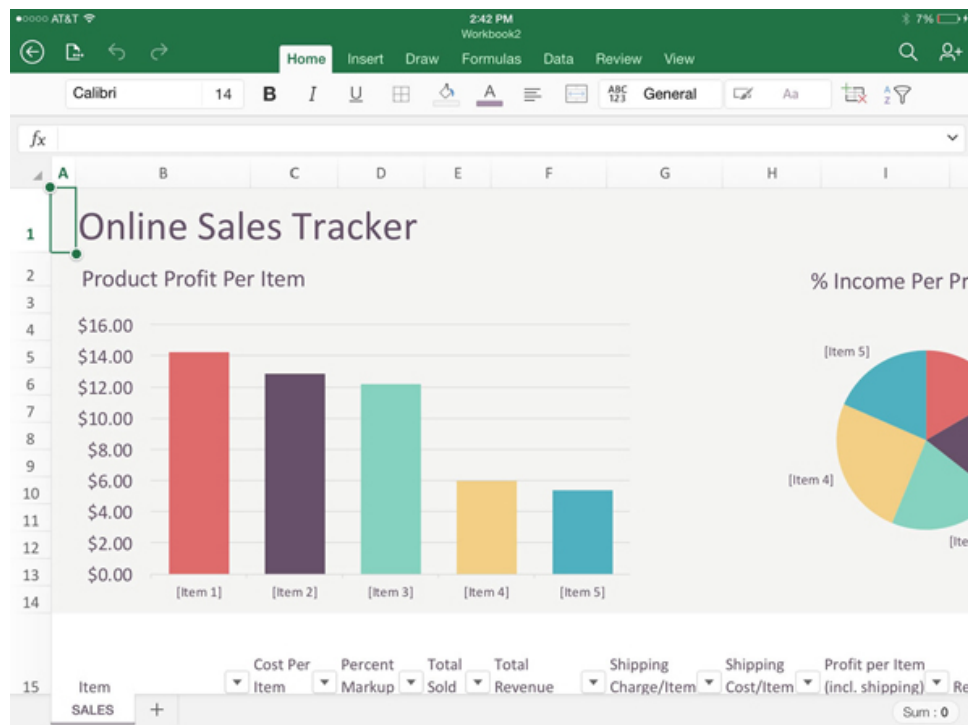 AT&T 2:42 PM 7%
Workbook2
Home Insert Draw Formulas Data Review View
Calibri 14 B I U A ABC 123 General Aa A Z
fx
A B C D E F G H I
1 Online Sales Tracker
2 Product Profit Per Item % Income Per Pr
3
4 $16.00
5 $14.00 [Item 5]
6 $12.00
7 $10.00
8 $8.00
9 $6.00
10 [Item 4]
11 $4.00
12 $2.00 [Ite
13 $0.00
14 [Item 1] [Item 2] [Item 3] [Item 4] [Item 5]
Cost Per Percent Total Total Shipping Shipping Profit per Item
15 Item Item Markup Sold Revenue Charge/Item Cost/Item (incl. shipping) Re
SALES + Sum : 0